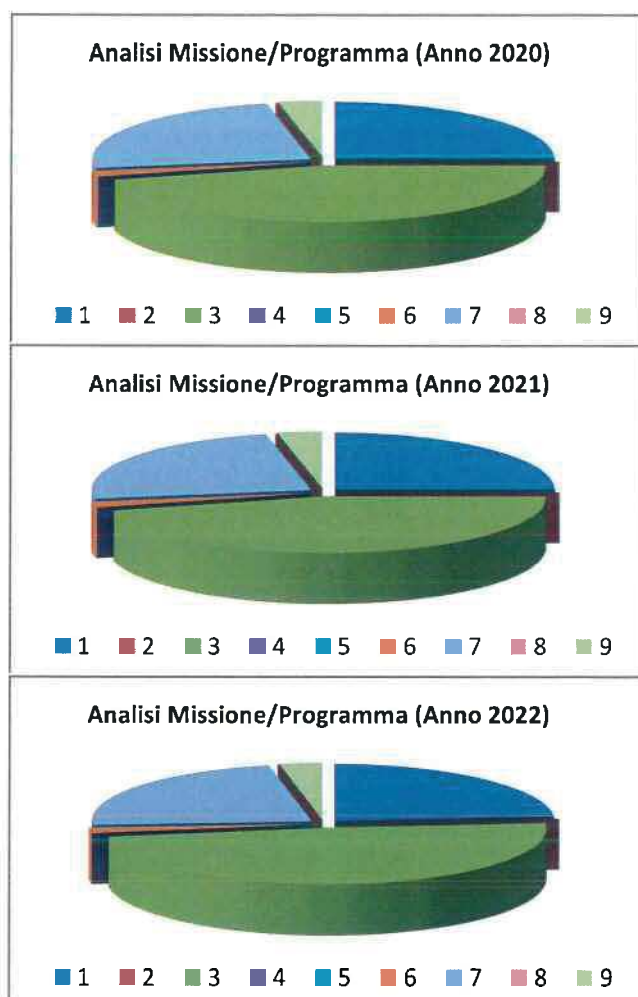 Analisi Missione/Programma (Anno 2020)
1 2 3 4 5 6 7 8 9
Analisi Missione/Programma (Anno 2021)
1 2 3 4 5 6 7 8 9
Analisi Missione/Programma (Anno 2022)
1 2 3 4 5 6 7 8 9